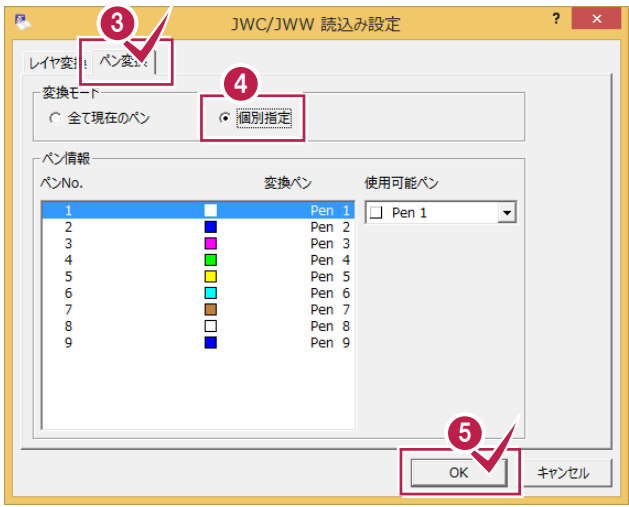 JWC/JWW 読込み設定
?
×
3
レイヤ変
ペン変
変換モード
4
全て現在のペン
個別指定
ペン情報
ペンNo.
変換ペン
使用可能ペン
1 Pen 1
Pen 1
2 Pen 2
3 Pen 3
4 Pen 4
5 Pen 5
6 Pen 6
7 Pen 7
8 Pen 8
9 Pen 9
5
OK
キャンセル